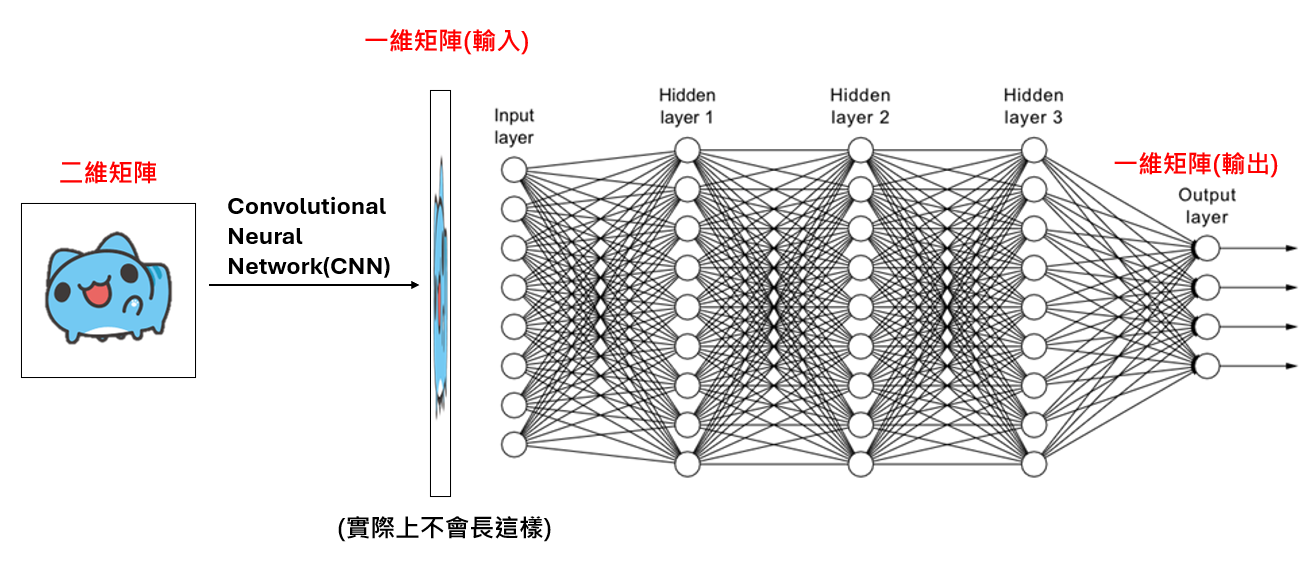 一維矩陣(輸入)
二維矩陣
Convolutional
Neural
Network(CNN)
(實際上不會長這樣)
Input
layer
Hidden
layer 1
Hidden
layer 2
Hidden
layer 3
一維矩陣(輸出)
Output
layer